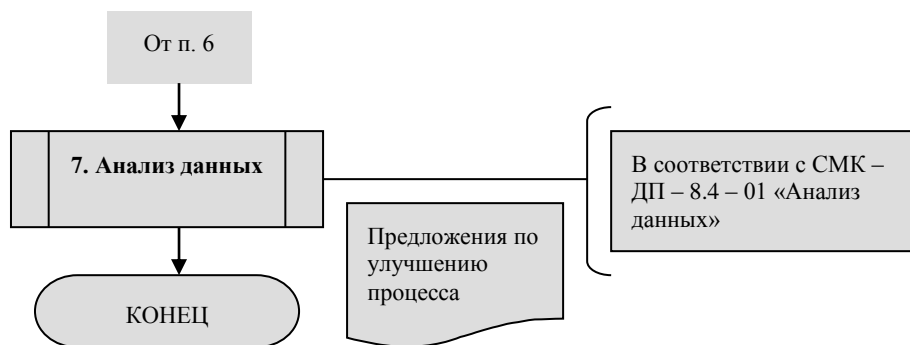 От п. 6
7. Анализ данных
В соответствии с СМК –
ДП – 8.4 – 01 «Анализ
данных»
Предложения по
улучшению
процесса
КОНЕЦ